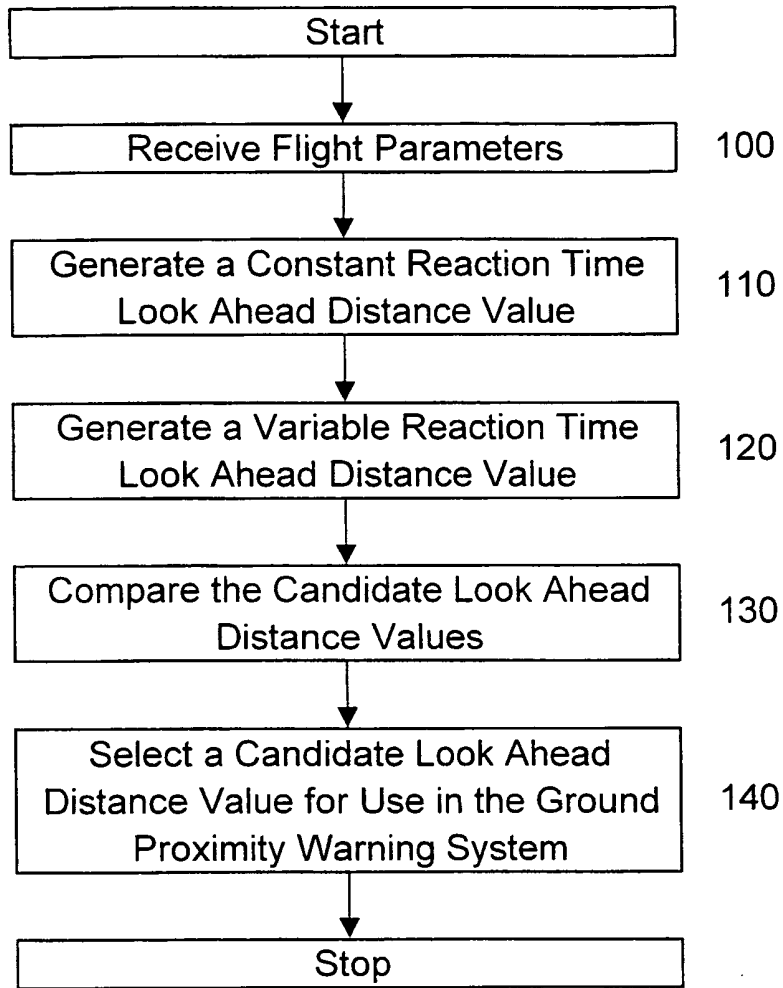 Start
Receive Flight Parameters
100
Generate a Constant Reaction Time
Look Ahead Distance Value
110
Generate a Variable Reaction Time
Look Ahead Distance Value
120
Compare the Candidate Look Ahead
Distance Values
130
Select a Candidate Look Ahead
Distance Value for Use in the Ground
Proximity Warning System
140
Stop